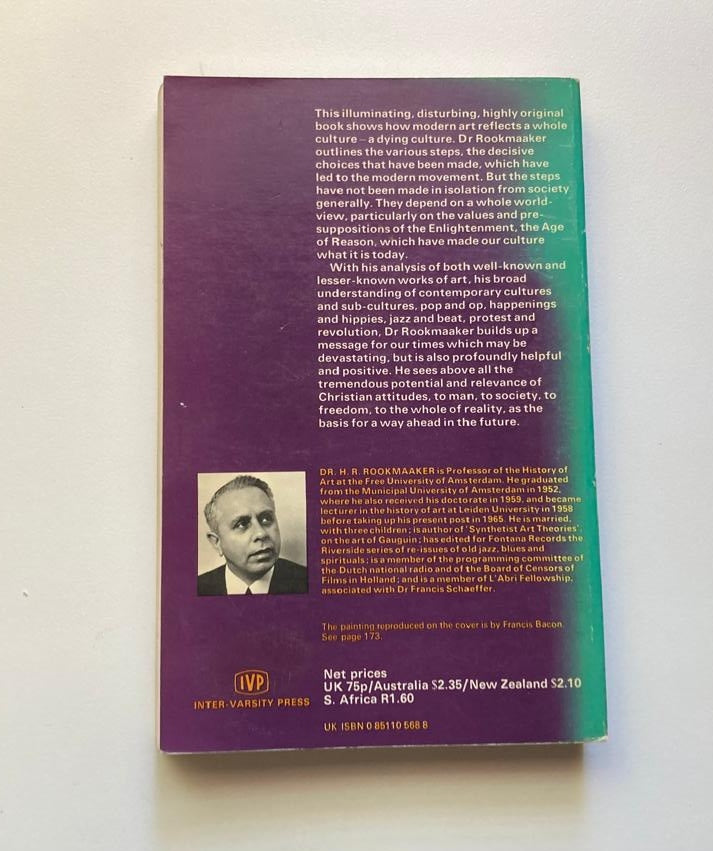 This illuminating, disturbing, highly original
book shows how modern art reflects a whole
culture – a dying culture. Dr Rookmaaker
outlines the various steps, the decisive
choices that have been made, which have
led to the modern movement. But the steps
have not been made in isolation from society
generally. They depend on a whole world-
view, particularly on the values and pre-
suppositions of the Enlightenment, the Age
of Reason, which have made our culture
what it is today.
With his analysis of both well-known and
lesser-known works of art, his broad
understanding of contemporary cultures
and sub-cultures, pop and op, happenings
and hippies, jazz and beat, protest and
revolution, Dr Rookmaaker builds up a
message for our times which may be
devastating, but is also profoundly helpful
and positive. He sees above all the
tremendous potential and relevance of
Christian attitudes, to man, to society, to
freedom, to the whole of reality, as the
basis for a way ahead in the future.
DR. H. R. ROOKMAAKER is Professor of the History of
Art at the Free University of Amsterdam. He graduated
from the Municipal University of Amsterdam in 1952,
where he also received his doctorate in 1959, and became
lecturer in the history of art at Leiden University in 1958
before taking up his present post in 1965. He is married,
with three children; is author of 'Synthetist Art Theories',
on the art of Gauguin; has edited for Fontana Records the
Riverside series of re-issues of old jazz, blues and
spirituals; is a member of the programming committee of
the Dutch national radio and of the Board of Censors of
Films in Holland; and is a member of L'Abri Fellowship,
associated with Dr Francis Schaeffer.
The painting reproduced on the cover is by Francis Bacon.
See page 173.
IVP
INTER-VARSITY PRESS
Net prices
UK 75p/Australia $2.35/New Zealand $2.10
S. Africa R1.60
UK ISBN 0 85110 568 8